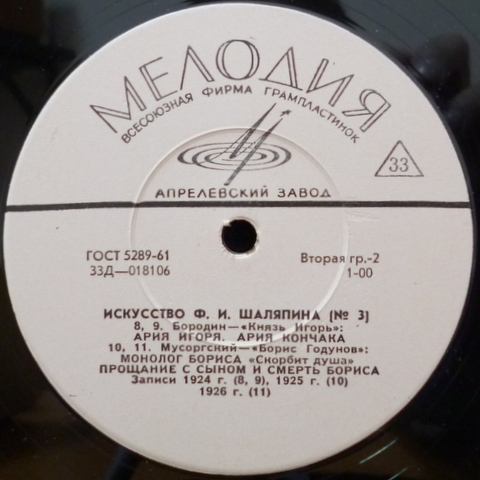 МЕЛОДИЯ
ВСЕСОЮЗНАЯ ФИРМА ГРАМПЛАСТИНОК
33
АПРЕЛЕВСКИЙ ЗАВОД
ГОСТ 5289-61
Вторая гр.-2
33Д—018106
1-00
ИСКУССТВО Ф. И. ШАЛЯПИНА (№ 3)
8, 9. Бородин—«Князь Игорь»:
АРИЯ ИГОРЯ. АРИЯ КОНЧАКА
10, 11. Мусоргский—«Борис Годунов»:
МОНОЛОГ БОРИСА «Скорбит душа»
ПРОЩАНИЕ С СЫНОМ И СМЕРТЬ БОРИСА
Записи 1924 г. (8, 9), 1925 г. (10)
1926 г. (11)